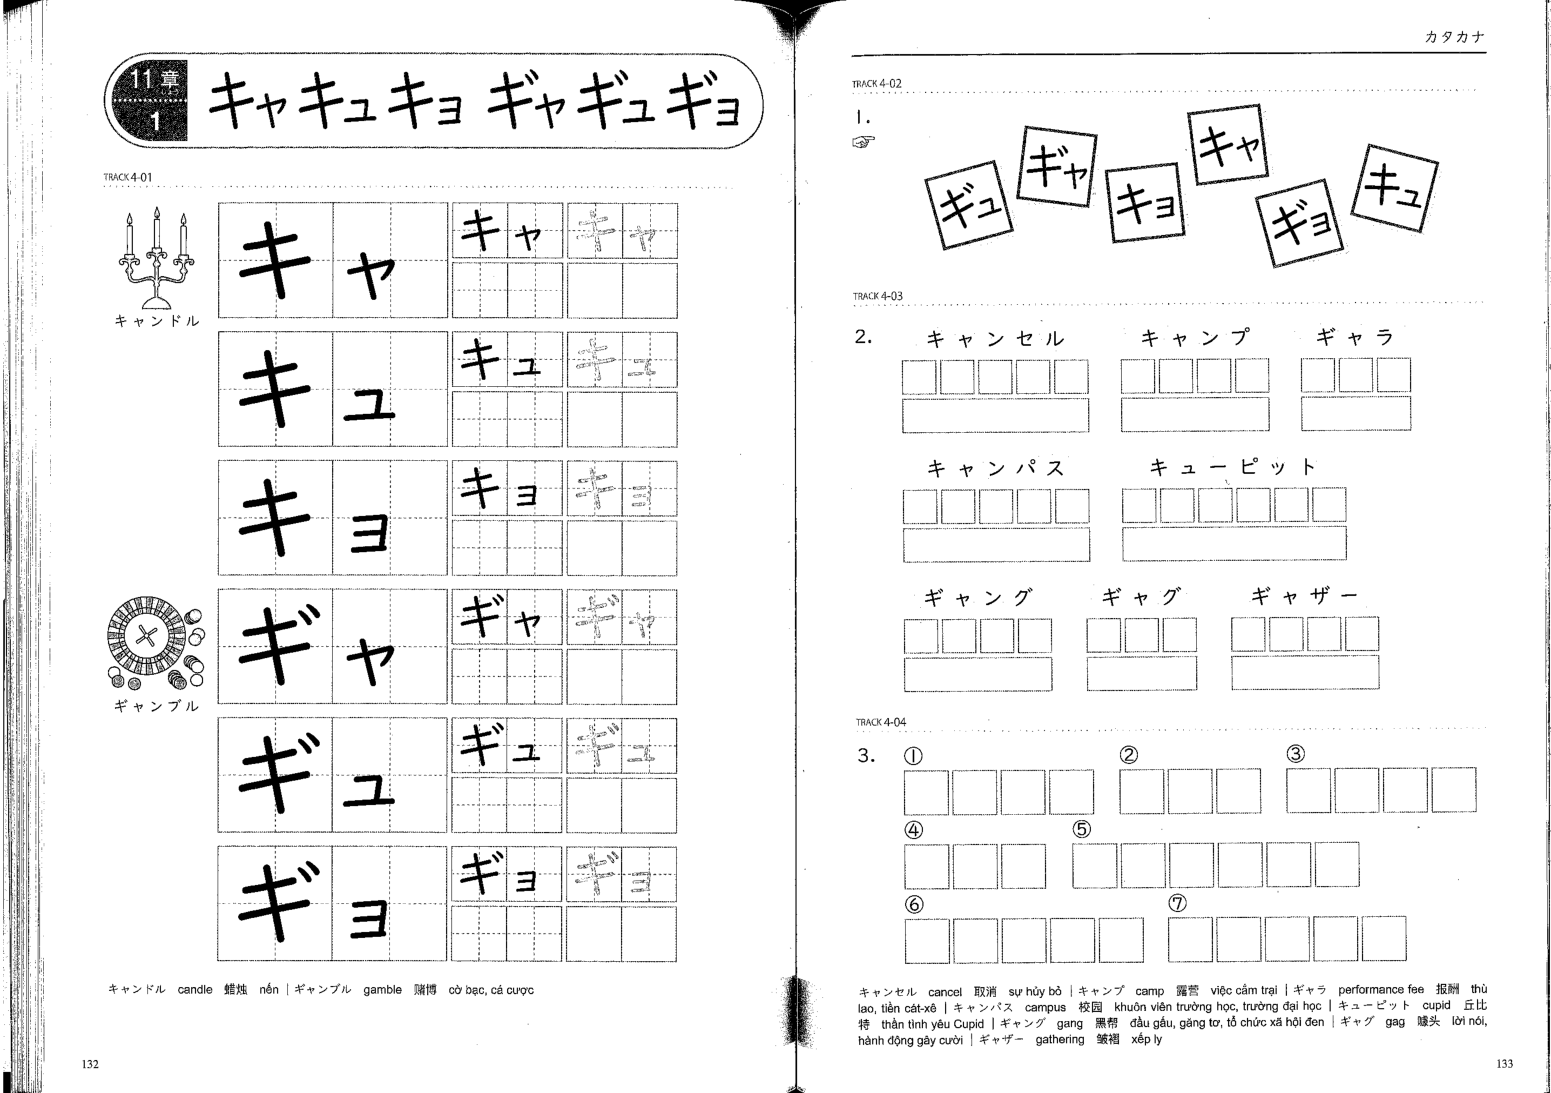 11 章
1
キャ キュ キョ ギャ ギュ ギョ
TRACK 4-01
キャ キャ キャ
キャンドル
キュ キュ キュ
キョ キョ キョ
ギャ ギャ ギャ
ギャンブル
ギュ ギュ ギュ
ギョ ギョ ギョ
キャンドル candle 蜡烛 nến | ギャンブル gamble 赌博 cờ bạc, cá cược
132
カタカナ
TRACK 4-02
1.
ギュ ギャ キョ キャ ギョ キュ
TRACK 4-03
2. キャンセル キャンプ ギャラ
キャンパス キューピット
ギャング ギャグ ギャザー
TRACK 4-04
3. ① ② ③
④ ⑤
⑥ ⑦
キャンセル cancel 取消 sự hủy bỏ | キャンプ camp 露营 việc cắm trại | ギャラ performance fee 报酬 thù
lao, tiền cát-xê | キャンパス campus 校园 khuôn viên trường học, trường đại học | キューピット cupid 丘比
特 thần tình yêu Cupid | ギャング gang 黑帮 đầu gấu, găng tơ, tổ chức xã hội đen | ギャグ gag 噱头 lời nói,
hành động gây cười | ギャザー gathering 皱褶 xếp ly
133